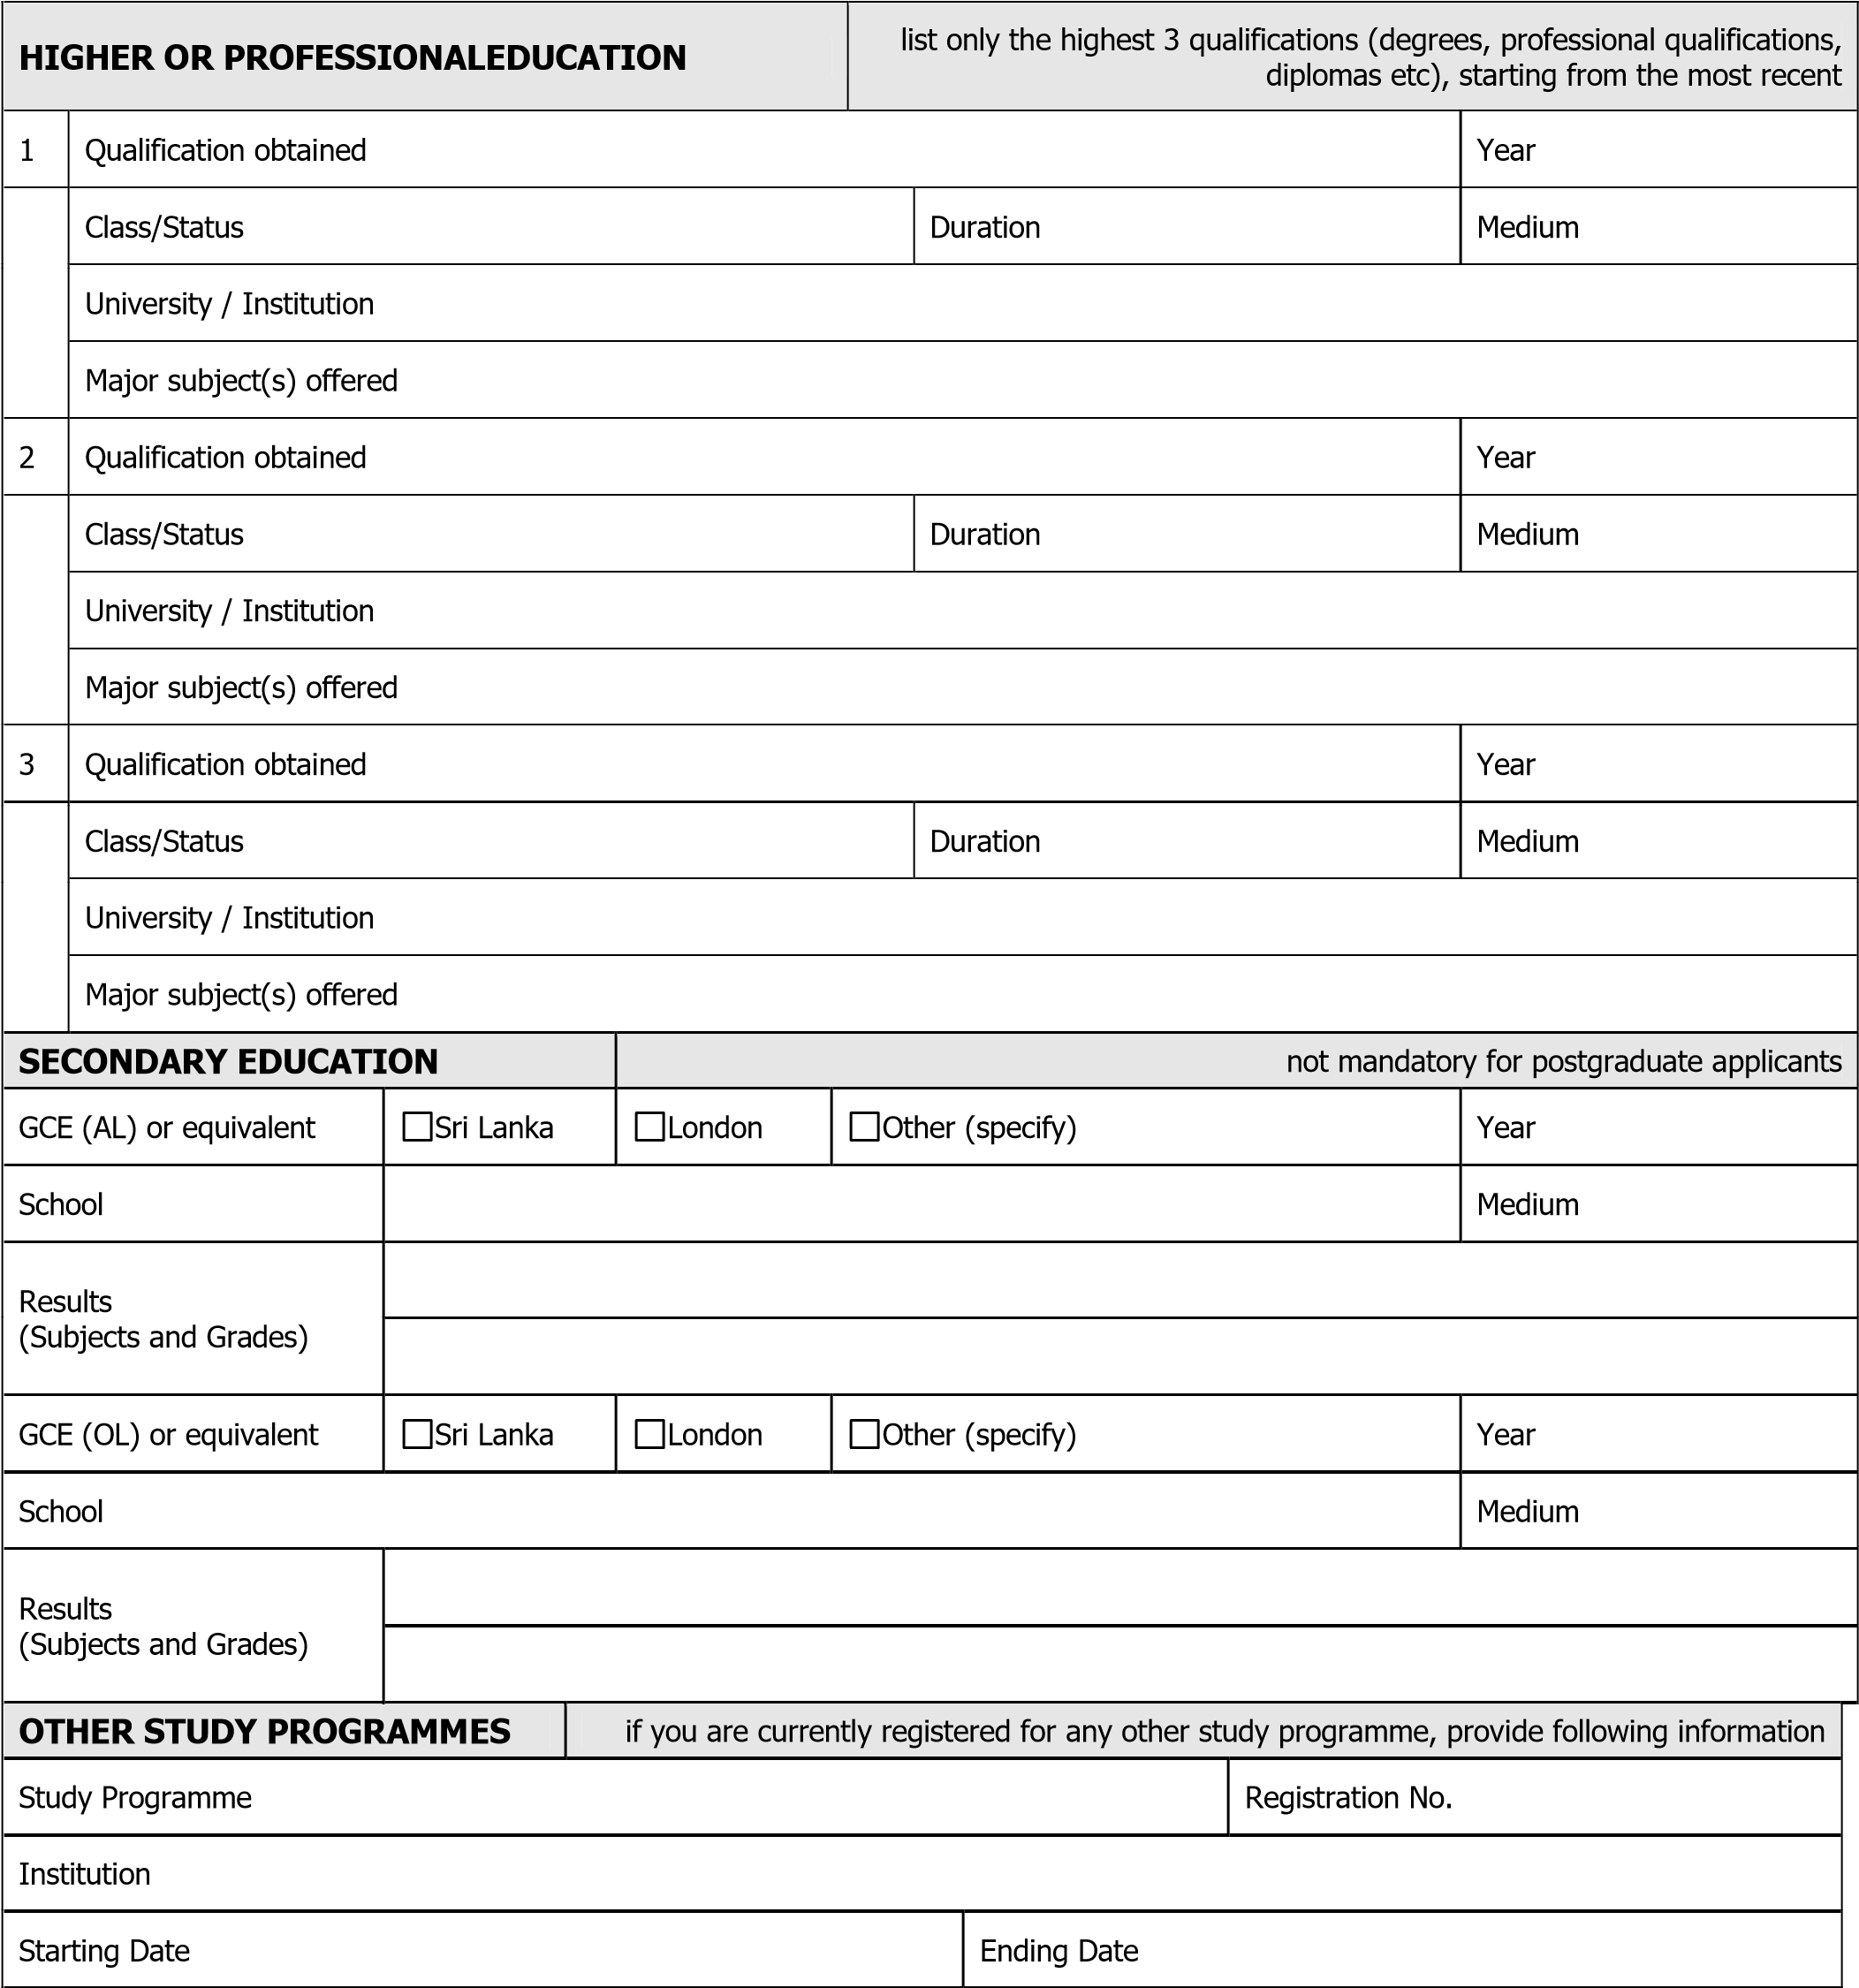 HIGHER OR PROFESSIONALEDUCATION
list only the highest 3 qualifications (degrees, professional qualifications,
diplomas etc), starting from the most recent
1 Qualification obtained Year
Class/Status Duration Medium
University / Institution
Major subject(s) offered
2 Qualification obtained Year
Class/Status Duration Medium
University / Institution
Major subject(s) offered
3 Qualification obtained Year
Class/Status Duration Medium
University / Institution
Major subject(s) offered
SECONDARY EDUCATION not mandatory for postgraduate applicants
GCE (AL) or equivalent Sri Lanka London Other (specify) Year
School Medium
Results
(Subjects and Grades)
GCE (OL) or equivalent Sri Lanka London Other (specify) Year
School Medium
Results
(Subjects and Grades)
OTHER STUDY PROGRAMMES if you are currently registered for any other study programme, provide following information
Study Programme Registration No.
Institution
Starting Date Ending Date